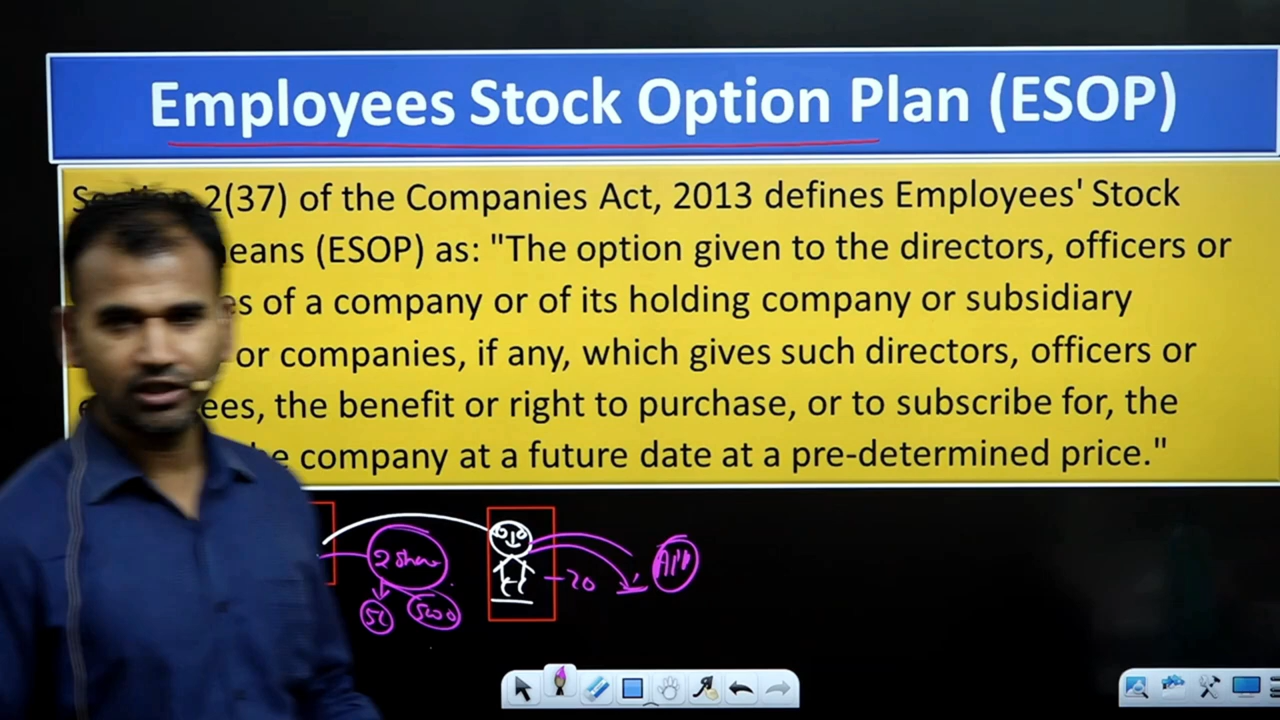 Employees Stock Option Plan (ESOP)
2(37) of the Companies Act, 2013 defines Employees' Stock
(ESOP) as: "The option given to the directors, officers or
of a company or of its holding company or subsidiary
or companies, if any, which gives such directors, officers or
the benefit or right to purchase, or to subscribe for, the
company at a future date at a pre-determined price."
2 Share
20